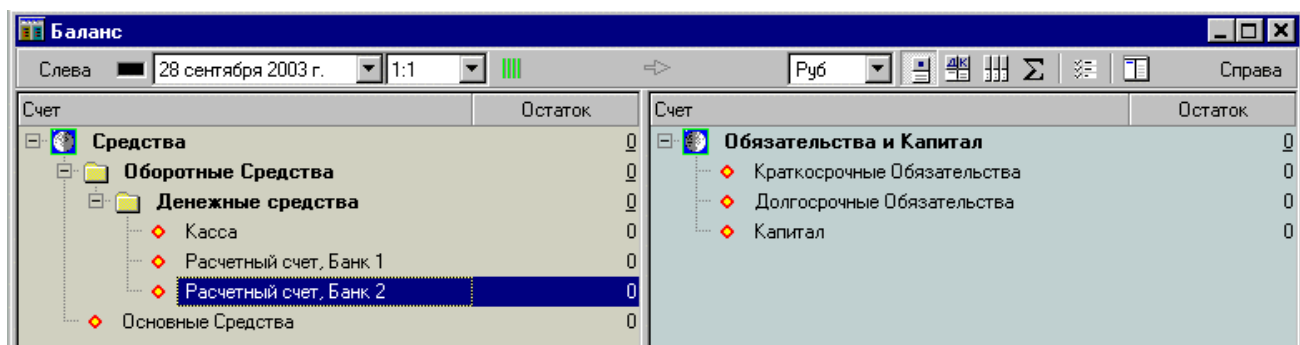 Баланс
Слева 28 сентября 2003 г. 1:1 Руб ДК Σ Справа
Счет Остаток Счет Остаток
Средства 0 Обязательства и Капитал 0
Оборотные Средства 0 Краткосрочные Обязательства 0
Денежные средства 0 Долгосрочные Обязательства 0
Касса 0 Капитал 0
Расчетный счет, Банк 1 0
Расчетный счет, Банк 2 0
Основные Средства 0